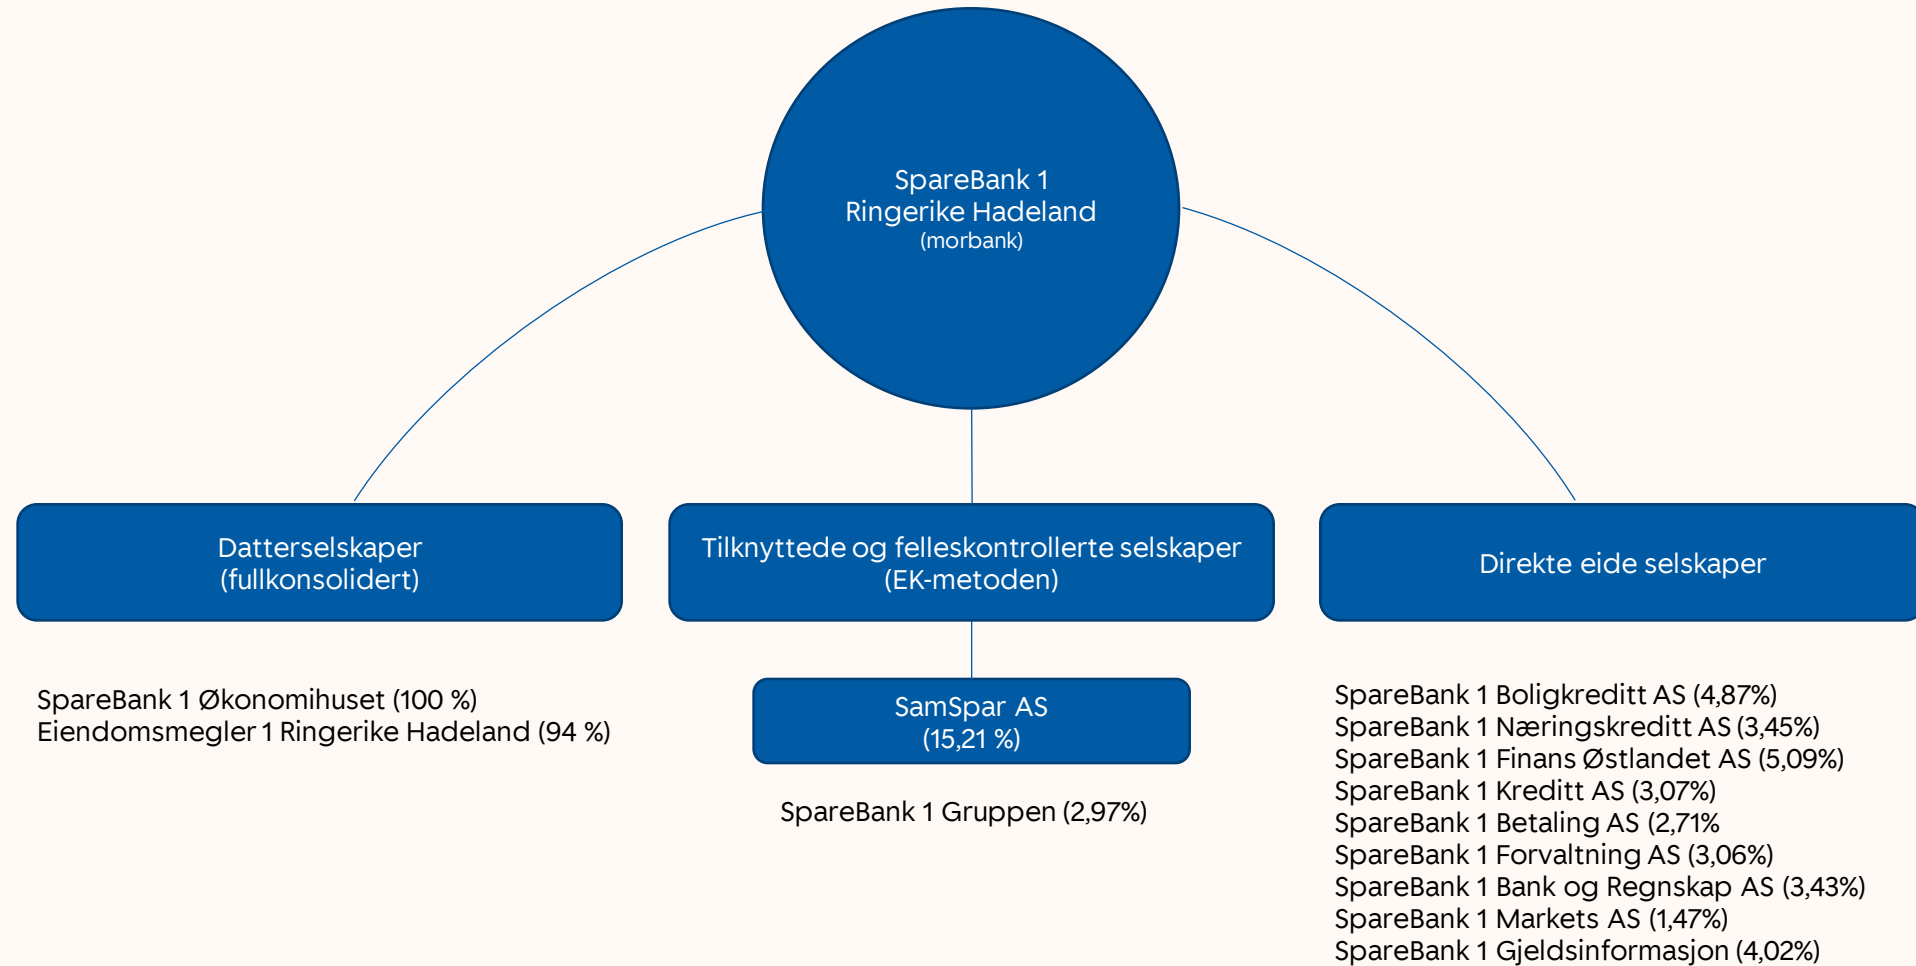 SpareBank 1
Ringerike Hadeland
(morbank)
Datterselskaper
(fullkonsolidert)
SpareBank 1 Økonomihuset (100 %)
Eiendomsmegler 1 Ringerike Hadeland (94 %)
Tilknyttede og felleskontrollerte selskaper
(EK-metoden)
SamSpar AS
(15,21 %)
SpareBank 1 Gruppen (2,97%)
Direkte eide selskaper
SpareBank 1 Boligkreditt AS (4,87%)
SpareBank 1 Næringskreditt AS (3,45%)
SpareBank 1 Finans Østlandet AS (5,09%)
SpareBank 1 Kreditt AS (3,07%)
SpareBank 1 Betaling AS (2,71%
SpareBank 1 Forvaltning AS (3,06%)
SpareBank 1 Bank og Regnskap AS (3,43%)
SpareBank 1 Markets AS (1,47%)
SpareBank 1 Gjeldsinformasjon (4,02%)